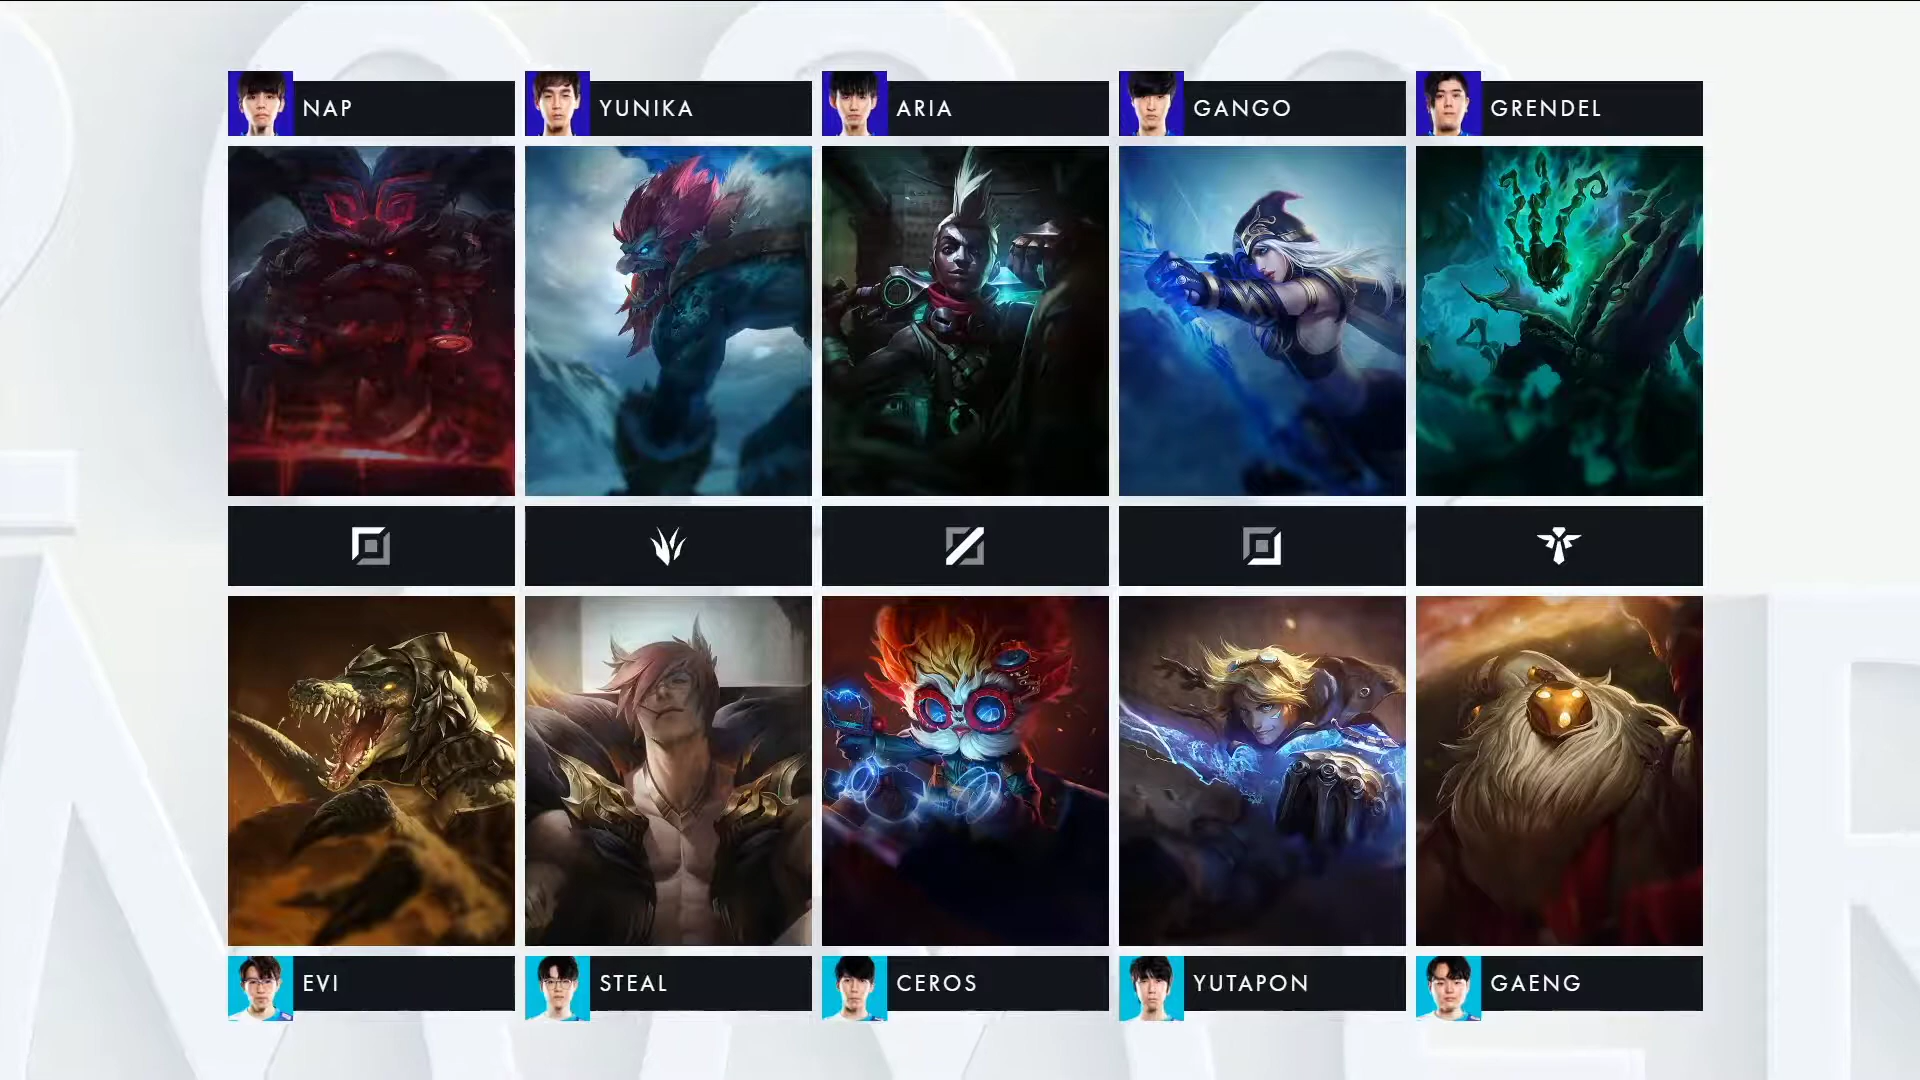 NAP
YUNIKA
ARIA
GANGO
GRENDEL
EVI
STEAL
CEROS
YUTAPON
GAENG